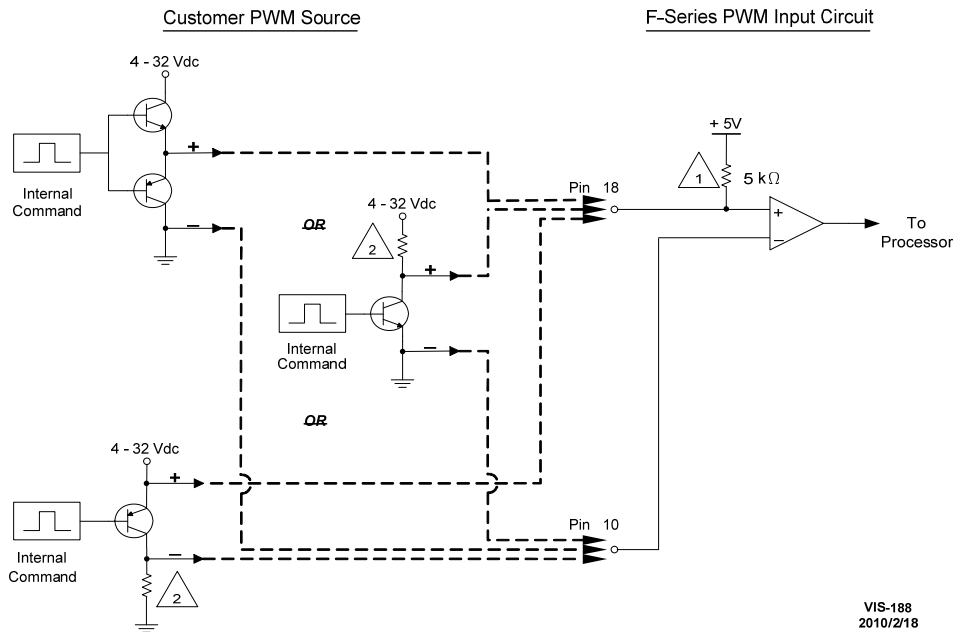 Customer PWM Source
F-Series PWM Input Circuit
4 - 32 Vdc
+
Internal
Command
–
OR
4 - 32 Vdc
2
+
Internal
Command
–
OR
4 - 32 Vdc
+
–
Internal
Command
2
Pin 18
+ 5V
1
5 kΩ
+
–
To
Processor
Pin 10
VIS-188
2010/2/18